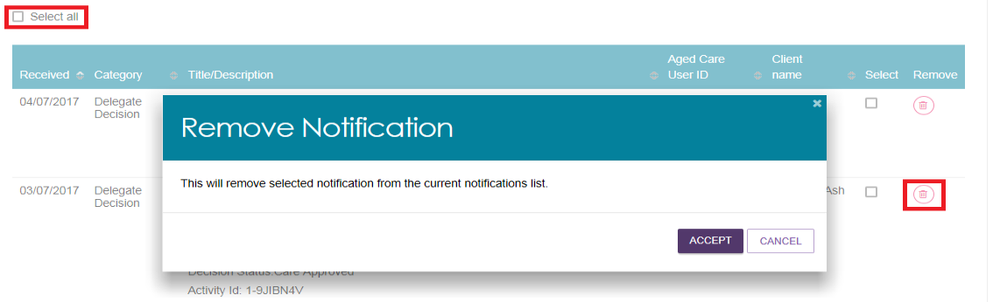 Select all
Aged Care Client
Received Category Title/Description User ID name Select Remove
04/07/2017 Delegate
Decision
Remove Notification
This will remove selected notification from the current notifications list.
03/07/2017 Delegate Ash
Decision
ACCEPT CANCEL
Decision Status:Care Approved
Activity Id: 1-9JIBN4V